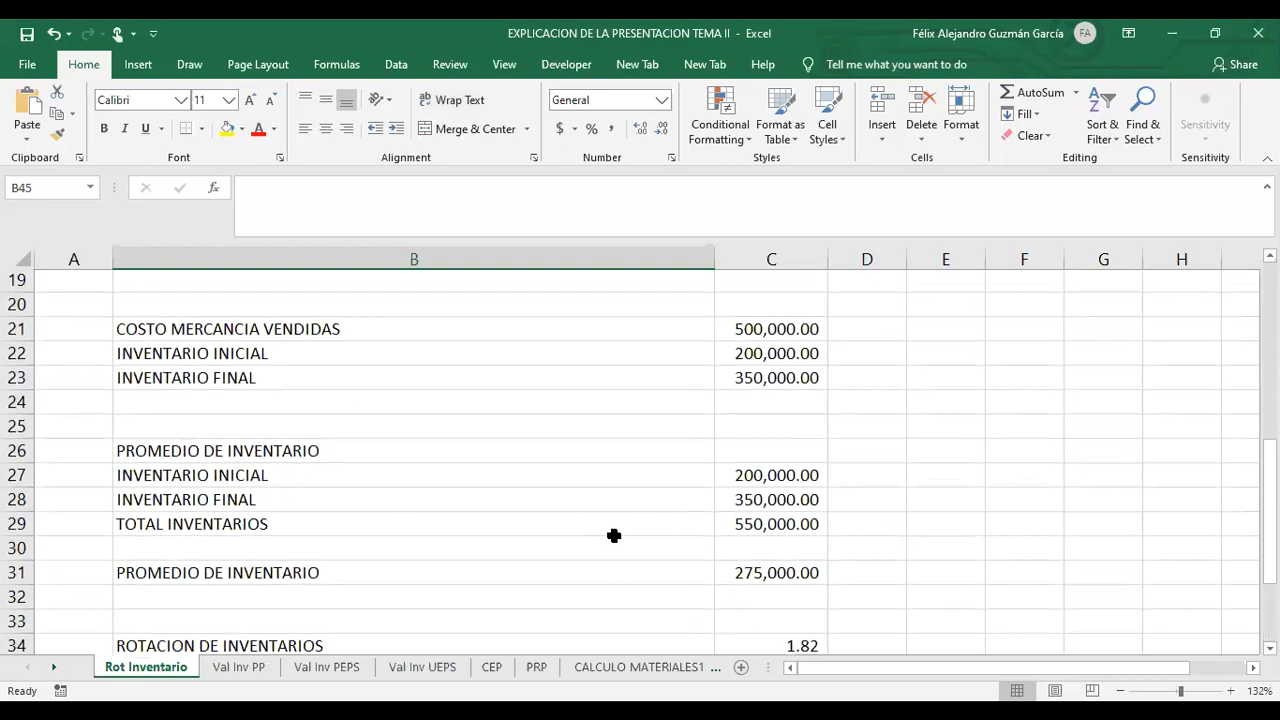 EXPLICACION DE LA PRESENTACION TEMA II - Excel
Félix Alejandro Guzmán García
FA
File Home Insert Draw Page Layout Formulas Data Review View Developer New Tab New Tab Help Tell me what you want to do Share
Calibri 11 A A Wrap Text General AutoSum
Paste B I U A Merge & Center $ % , Conditional Formatting Format as Table Cell Styles Insert Delete Format Fill Clear Sort & Filter Find & Select Sensitivity
Clipboard Font Alignment Number Styles Cells Editing Sensitivity
B45 fx
A B C D E F G H
19
20
21 COSTO MERCANCIA VENDIDAS 500,000.00
22 INVENTARIO INICIAL 200,000.00
23 INVENTARIO FINAL 350,000.00
24
25
26 PROMEDIO DE INVENTARIO
27 INVENTARIO INICIAL 200,000.00
28 INVENTARIO FINAL 350,000.00
29 TOTAL INVENTARIOS 550,000.00
30
31 PROMEDIO DE INVENTARIO 275,000.00
32
33
34 ROTACION DE INVENTARIOS 1.82
Rot Inventario Val Inv PP Val Inv PEPS Val Inv UEPS CEP PRP CALCULO MATERIALES1 ...
Ready 132%